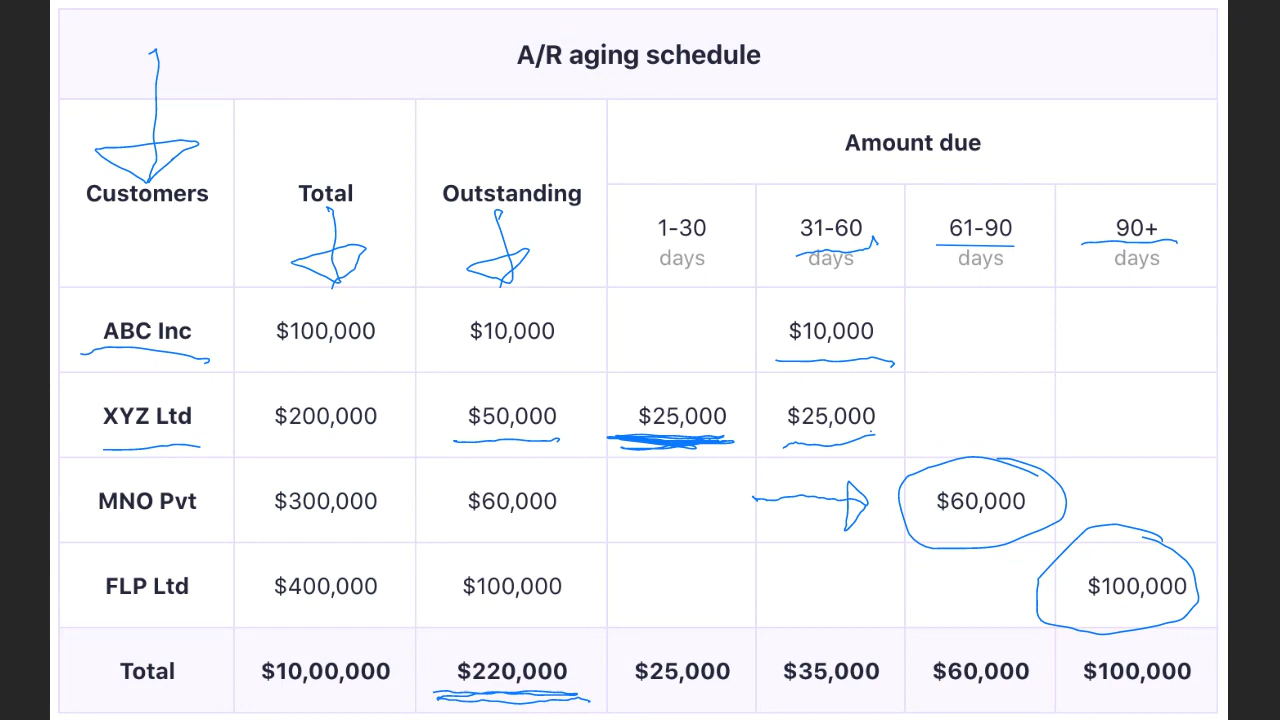 A/R aging schedule
Customers Total Outstanding Amount due
1-30 days 31-60 days 61-90 days 90+ days
ABC Inc $100,000 $10,000 $10,000
XYZ Ltd $200,000 $50,000 $25,000 $25,000
MNO Pvt $300,000 $60,000 $60,000
FLP Ltd $400,000 $100,000 $100,000
Total $10,00,000 $220,000 $25,000 $35,000 $60,000 $100,000